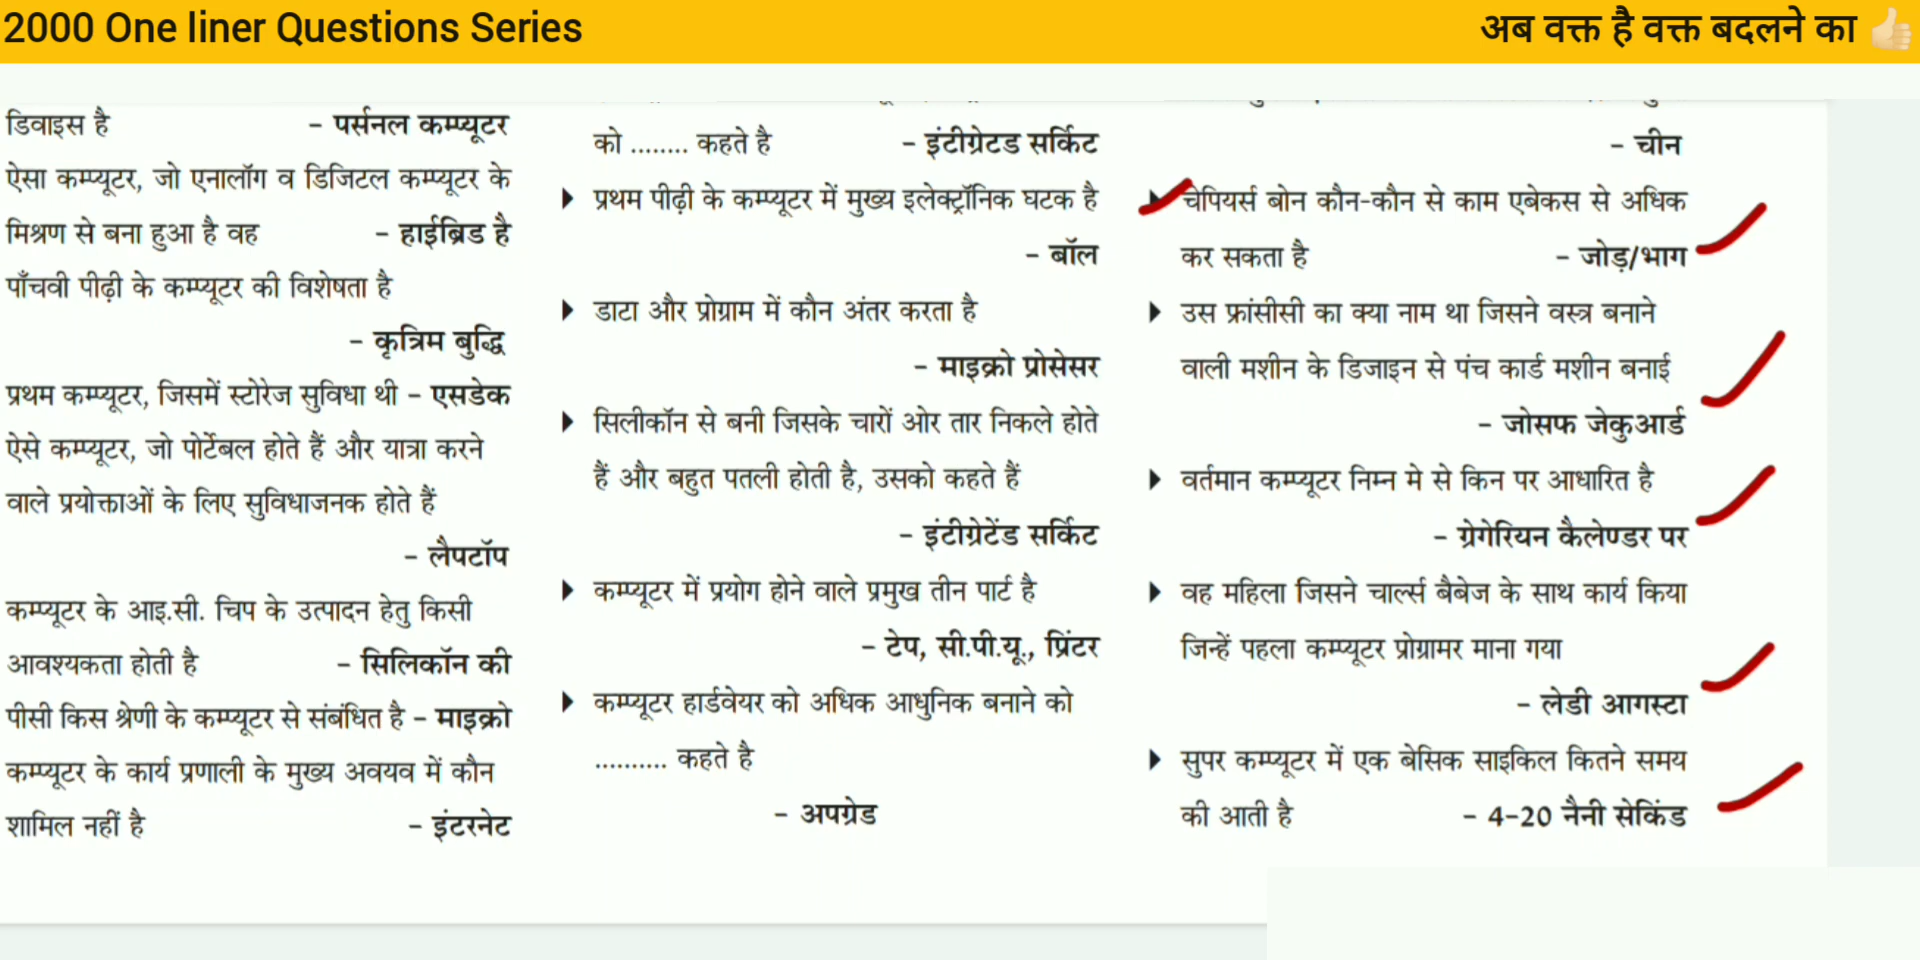 2000 One liner Questions Series
अब वक्त है वक्त बदलने का
डिवाइस है – पर्सनल कम्प्यूटर
ऐसा कम्प्यूटर, जो एनालॉग व डिजिटल कम्प्यूटर के
मिश्रण से बना हुआ है वह – हाईब्रिड है
पाँचवी पीढ़ी के कम्प्यूटर की विशेषता है
– कृत्रिम बुद्धि
प्रथम कम्प्यूटर, जिसमें स्टोरेज सुविधा थी – एसडेक
ऐसे कम्प्यूटर, जो पोर्टेबल होते हैं और यात्रा करने
वाले प्रयोक्ताओं के लिए सुविधाजनक होते हैं
– लैपटॉप
कम्प्यूटर के आइ.सी. चिप के उत्पादन हेतु किसी
आवश्यकता होती है – सिलिकॉन की
पीसी किस श्रेणी के कम्प्यूटर से संबंधित है – माइक्रो
कम्प्यूटर के कार्य प्रणाली के मुख्य अवयव में कौन
शामिल नहीं है – इंटरनेट
को ........ कहते है – इंटीग्रेटड सर्किट
प्रथम पीढ़ी के कम्प्यूटर में मुख्य इलेक्ट्रॉनिक घटक है
– बॉल
डाटा और प्रोग्राम में कौन अंतर करता है
– माइक्रो प्रोसेसर
सिलीकॉन से बनी जिसके चारों ओर तार निकले होते
हैं और बहुत पतली होती है, उसको कहते हैं
– इंटीग्रेटेंड सर्किट
कम्प्यूटर में प्रयोग होने वाले प्रमुख तीन पार्ट है
– टेप, सी.पी.यू., प्रिंटर
कम्प्यूटर हार्डवेयर को अधिक आधुनिक बनाने को
.......... कहते है
– अपग्रेड
– चीन
चेपियर्स बोन कौन-कौन से काम एबेकस से अधिक
कर सकता है – जोड़/भाग
उस फ्रांसीसी का क्या नाम था जिसने वस्त्र बनाने
वाली मशीन के डिजाइन से पंच कार्ड मशीन बनाई
– जोसफ जेकुआर्ड
वर्तमान कम्प्यूटर निम्न मे से किन पर आधारित है
– ग्रेगेरियन कैलेण्डर पर
वह महिला जिसने चार्ल्स बैबेज के साथ कार्य किया
जिन्हें पहला कम्प्यूटर प्रोग्रामर माना गया
– लेडी आगस्टा
सुपर कम्प्यूटर में एक बेसिक साइकिल कितने समय
की आती है – 4-20 नैनी सेकिंड